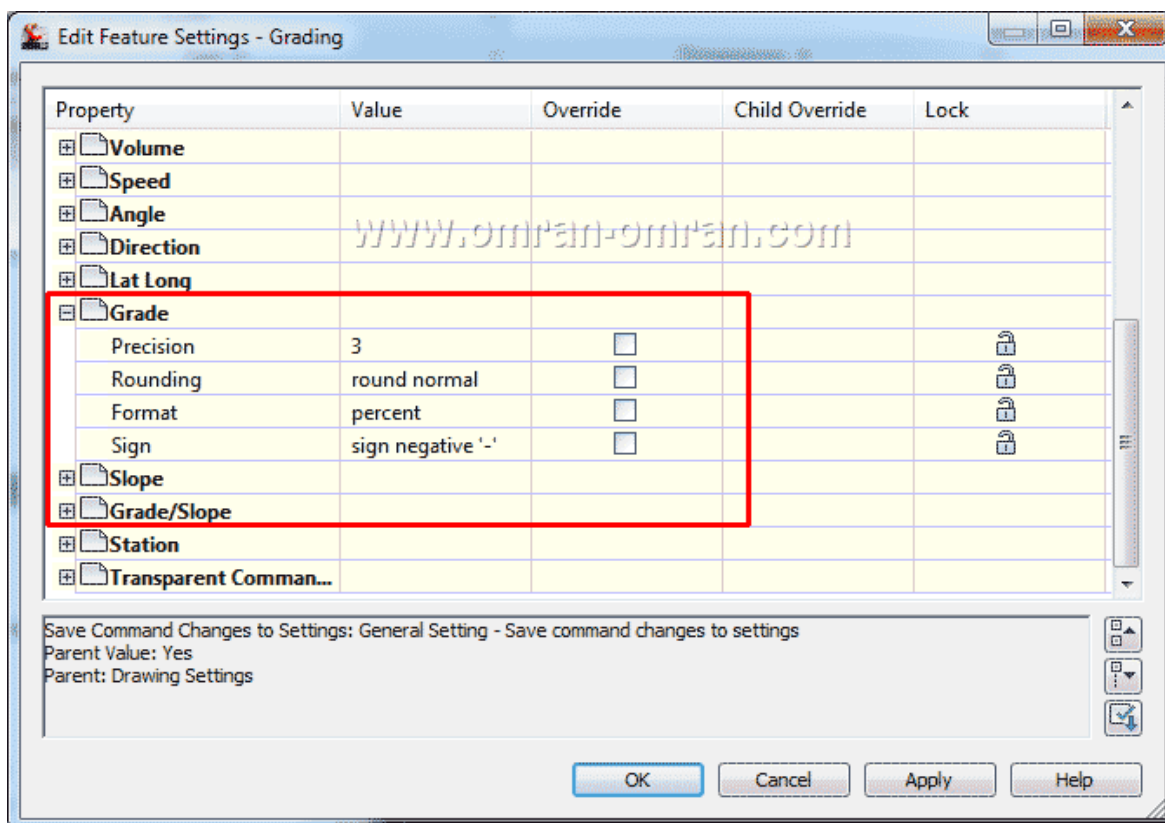 Edit Feature Settings - Grading
Property Value Override Child Override Lock
Volume
Speed
Angle
www.omran-omran.com
Direction
Lat Long
Grade
Precision 3
Rounding round normal
Format percent
Sign sign negative '-'
Slope
Grade/Slope
Station
Transparent Comman...
Save Command Changes to Settings: General Setting - Save command changes to settings
Parent Value: Yes
Parent: Drawing Settings
OK Cancel Apply Help